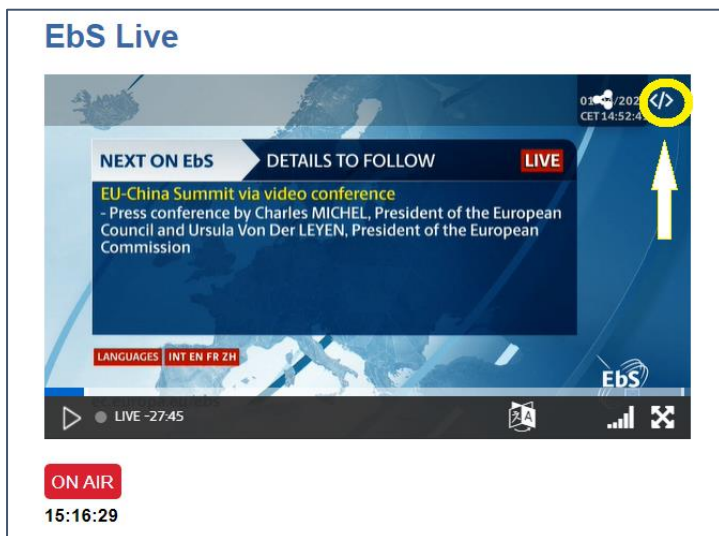 EbS Live
</>
CET 14:52:4
NEXT ON EbS
DETAILS TO FOLLOW
LIVE
EU-China Summit via video conference
- Press conference by Charles MICHEL, President of the European
Council and Ursula Von Der LEYEN, President of the European
Commission
LANGUAGES INT EN FR ZH
EbS
LIVE -27:45
ON AIR
15:16:29